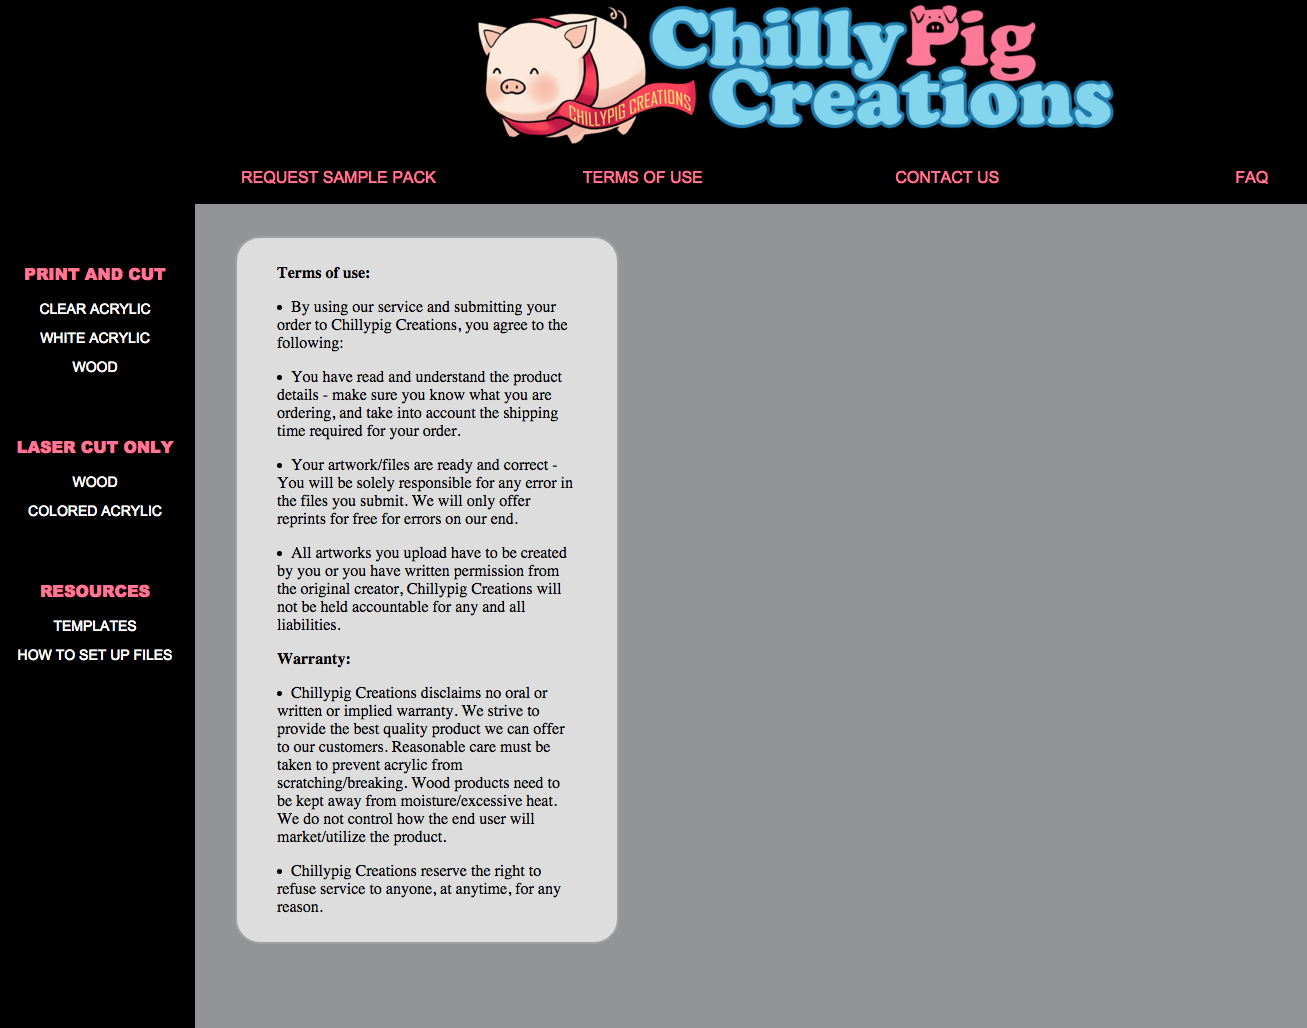 ChillyPig
Creations
CHILLYPIG CREATIONS
REQUEST SAMPLE PACK
TERMS OF USE
CONTACT US
FAQ
PRINT AND CUT
CLEAR ACRYLIC
WHITE ACRYLIC
WOOD
LASER CUT ONLY
WOOD
COLORED ACRYLIC
RESOURCES
TEMPLATES
HOW TO SET UP FILES
Terms of use:
• By using our service and submitting your
order to Chillypig Creations, you agree to the
following:
• You have read and understand the product
details - make sure you know what you are
ordering, and take into account the shipping
time required for your order.
• Your artwork/files are ready and correct -
You will be solely responsible for any error in
the files you submit. We will only offer
reprints for free for errors on our end.
• All artworks you upload have to be created
by you or you have written permission from
the original creator, Chillypig Creations will
not be held accountable for any and all
liabilities.
Warranty:
• Chillypig Creations disclaims no oral or
written or implied warranty. We strive to
provide the best quality product we can offer
to our customers. Reasonable care must be
taken to prevent acrylic from
scratching/breaking. Wood products need to
be kept away from moisture/excessive heat.
We do not control how the end user will
market/utilize the product.
• Chillypig Creations reserve the right to
refuse service to anyone, at anytime, for any
reason.